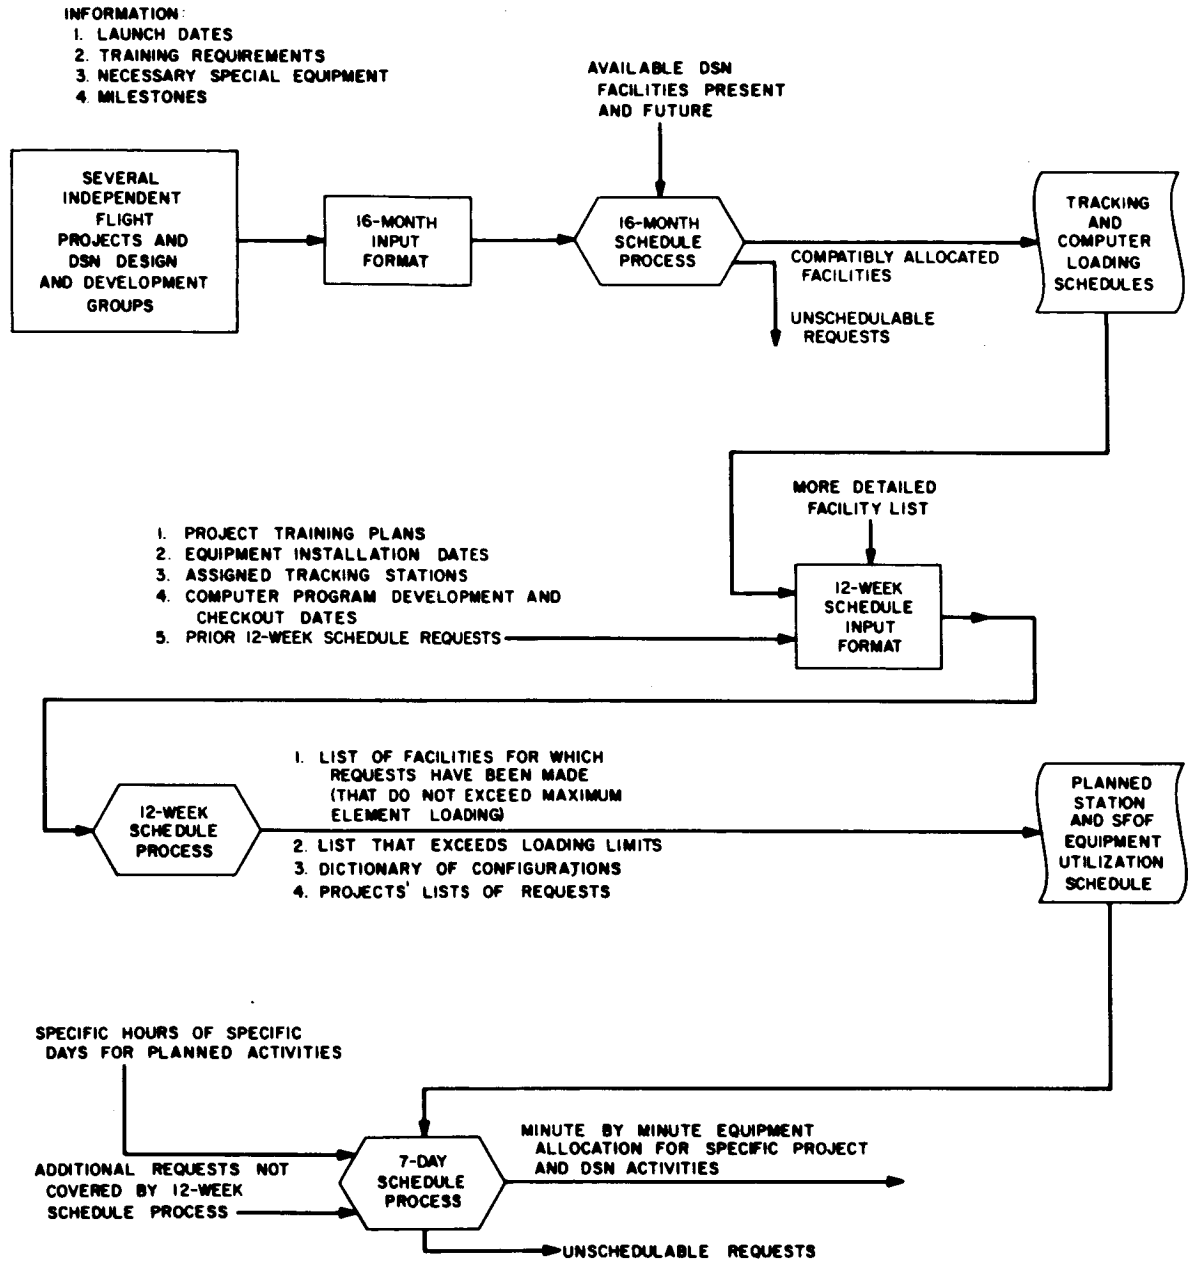 INFORMATION:
1. LAUNCH DATES
2. TRAINING REQUIREMENTS
3. NECESSARY SPECIAL EQUIPMENT
4. MILESTONES
AVAILABLE DSN
FACILITIES PRESENT
AND FUTURE
SEVERAL
INDEPENDENT
FLIGHT
PROJECTS AND
DSN DESIGN
AND DEVELOPMENT
GROUPS
16-MONTH
INPUT
FORMAT
16-MONTH
SCHEDULE
PROCESS
COMPATIBLY ALLOCATED
FACILITIES
UNSCHEDULABLE
REQUESTS
TRACKING
AND
COMPUTER
LOADING
SCHEDULES
MORE DETAILED
FACILITY LIST
1. PROJECT TRAINING PLANS
2. EQUIPMENT INSTALLATION DATES
3. ASSIGNED TRACKING STATIONS
4. COMPUTER PROGRAM DEVELOPMENT AND
CHECKOUT DATES
5. PRIOR 12-WEEK SCHEDULE REQUESTS
12-WEEK
SCHEDULE
INPUT
FORMAT
12-WEEK
SCHEDULE
PROCESS
1. LIST OF FACILITIES FOR WHICH
REQUESTS HAVE BEEN MADE
(THAT DO NOT EXCEED MAXIMUM
ELEMENT LOADING)
2. LIST THAT EXCEEDS LOADING LIMITS
3. DICTIONARY OF CONFIGURATIONS
4. PROJECTS' LISTS OF REQUESTS
PLANNED
STATION
AND SFOF
EQUIPMENT
UTILIZATION
SCHEDULE
SPECIFIC HOURS OF SPECIFIC
DAYS FOR PLANNED ACTIVITIES
ADDITIONAL REQUESTS NOT
COVERED BY 12-WEEK
SCHEDULE PROCESS
7-DAY
SCHEDULE
PROCESS
MINUTE BY MINUTE EQUIPMENT
ALLOCATION FOR SPECIFIC PROJECT
AND DSN ACTIVITIES
UNSCHEDULABLE REQUESTS